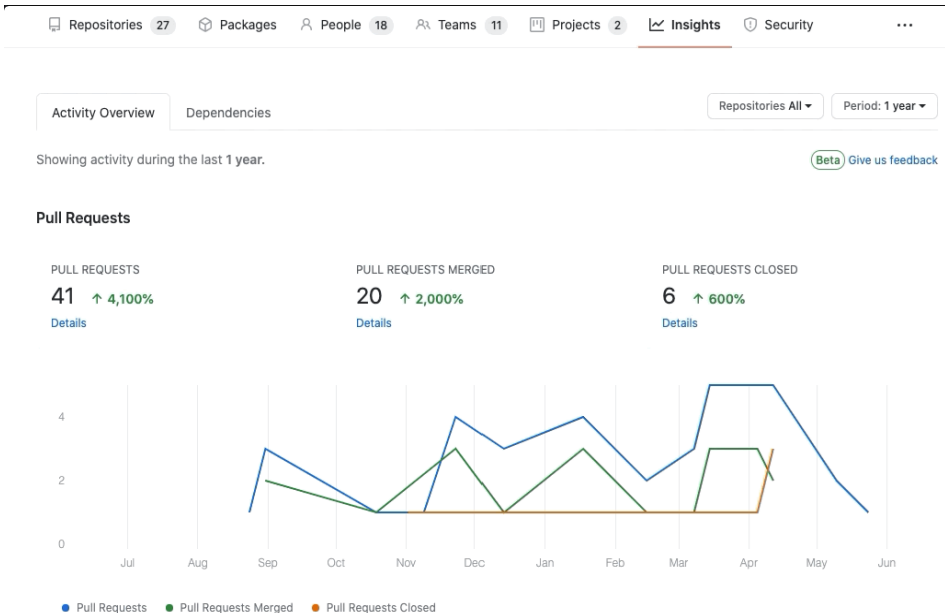 Repositories 27 Packages People 18 Teams 11 Projects 2 Insights Security ...
Activity Overview Dependencies Repositories All Period: 1 year
Showing activity during the last 1 year. Beta Give us feedback
Pull Requests
PULL REQUESTS PULL REQUESTS MERGED PULL REQUESTS CLOSED
41 ↑ 4,100% 20 ↑ 2,000% 6 ↑ 600%
Details Details Details
4
2
0
Jul Aug Sep Oct Nov Dec Jan Feb Mar Apr May Jun
Pull Requests Pull Requests Merged Pull Requests Closed